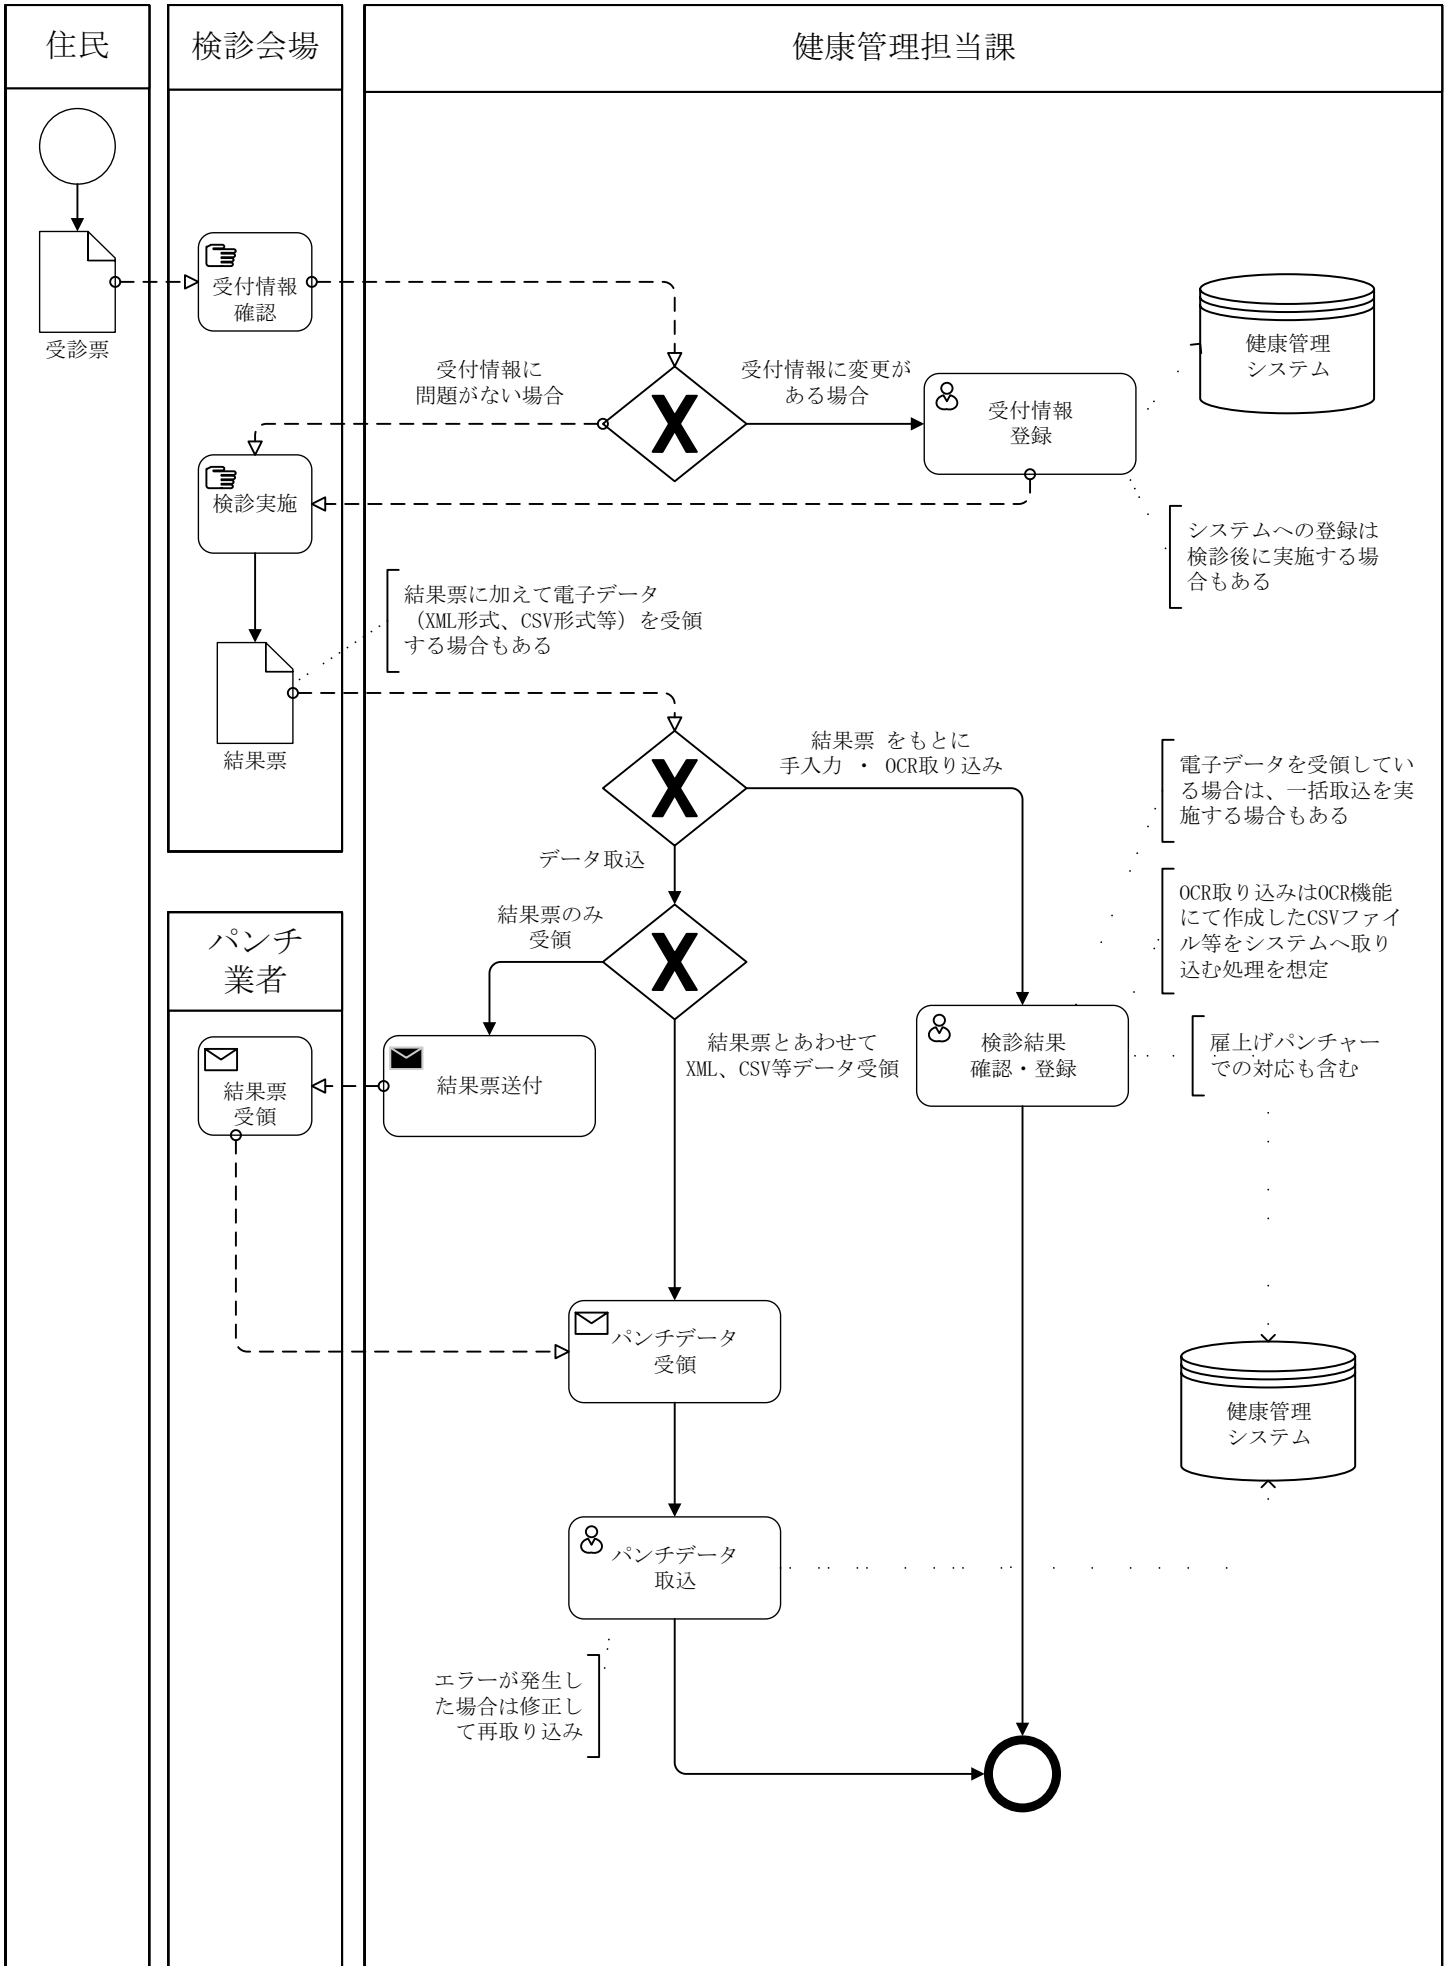 住民
検診会場
健康管理担当課
受診票
受付情報
確認
受付情報に
問題がない場合
受付情報に変更が
ある場合
受付情報
登録
健康管理
システム
検診実施
システムへの登録は
検診後に実施する場
合もある
結果票に加えて電子データ
（XML形式、CSV形式等）を受領
する場合もある
結果票
結果票 をもとに
手入力 ・ OCR取り込み
電子データを受領してい
る場合は、一括取込を実
施する場合もある
データ取込
OCR取り込みはOCR機能
にて作成したCSVファイ
ル等をシステムへ取り
込む処理を想定
結果票のみ
受領
パンチ
業者
結果票
受領
結果票送付
結果票とあわせて
XML、CSV等データ受領
検診結果
確認・登録
雇上げパンチャー
での対応も含む
パンチデータ
受領
健康管理
システム
パンチデータ
取込
エラーが発生し
た場合は修正し
て再取り込み